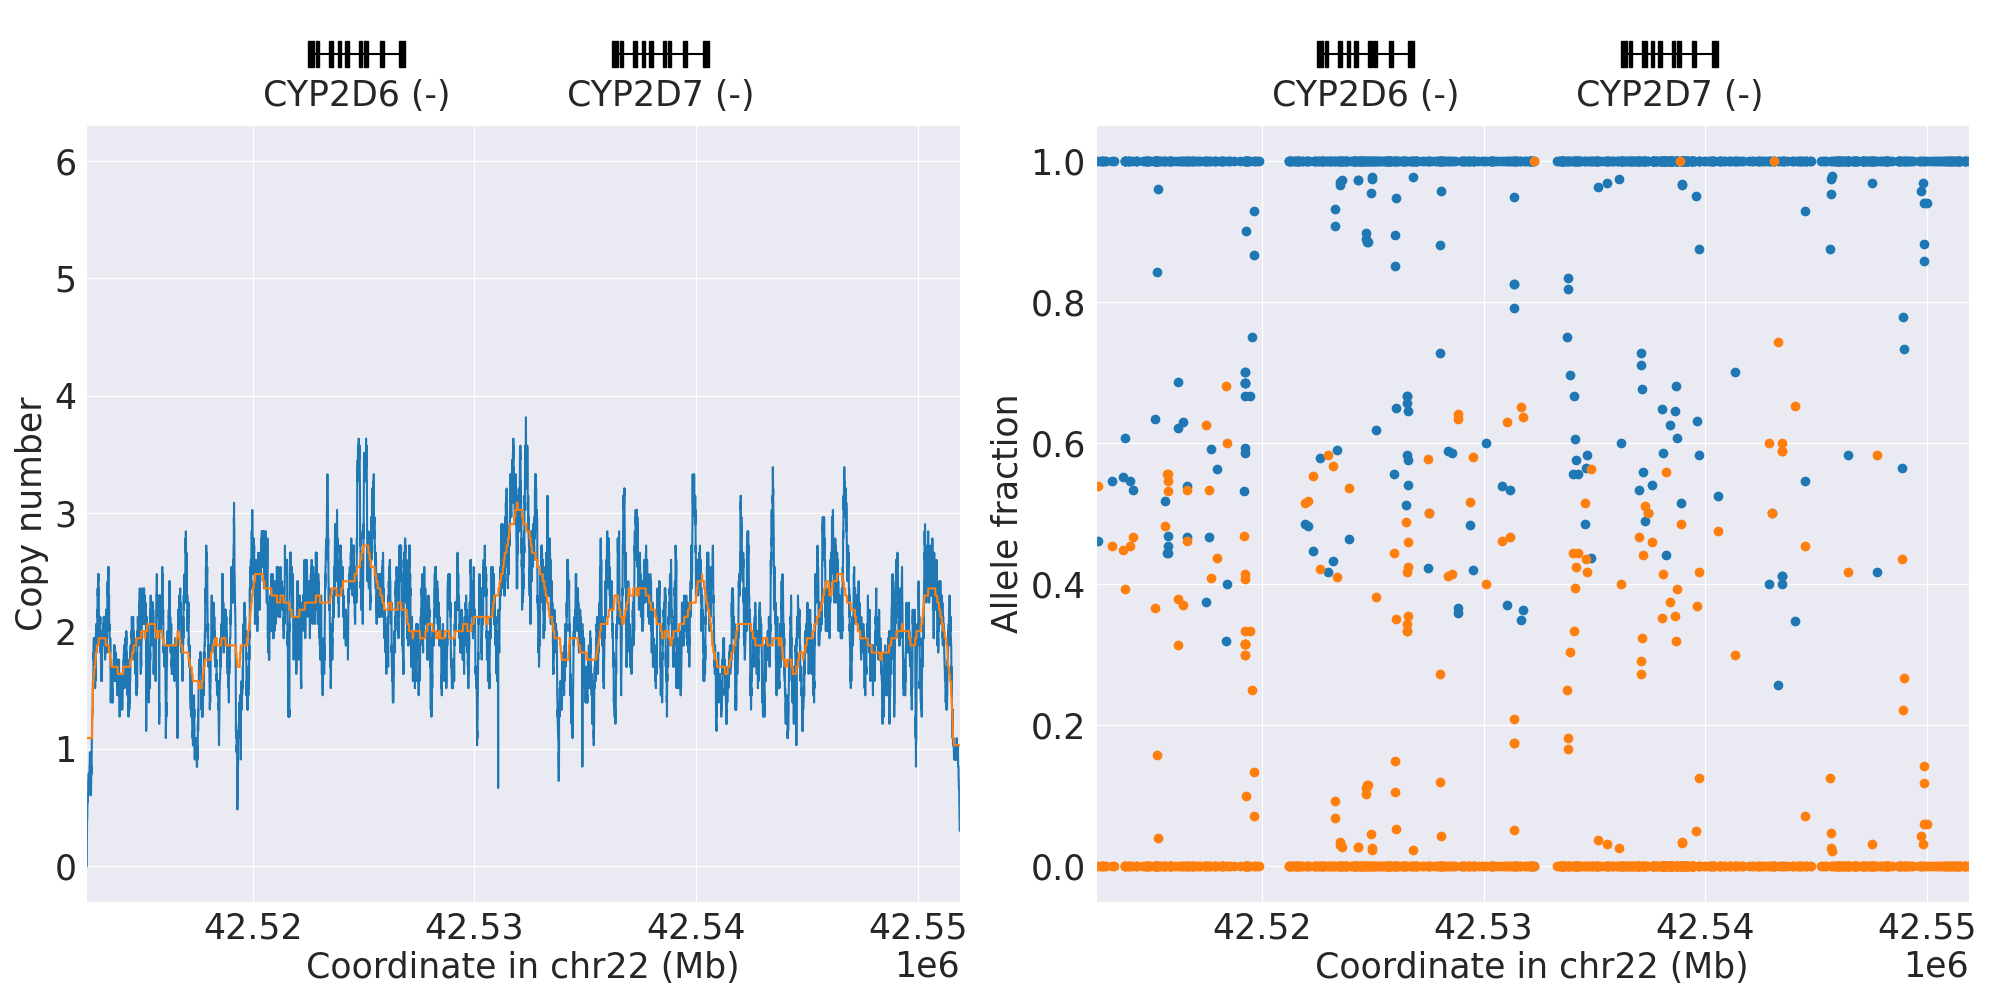 CYP2D6 (-) CYP2D7 (-)
6
5
4
3
2
1
0
Copy number
42.52 42.53 42.54 42.55
Coordinate in chr22 (Mb) 1e6
CYP2D6 (-) CYP2D7 (-)
1.0
0.8
0.6
0.4
0.2
0.0
Allele fraction
42.52 42.53 42.54 42.55
Coordinate in chr22 (Mb) 1e6